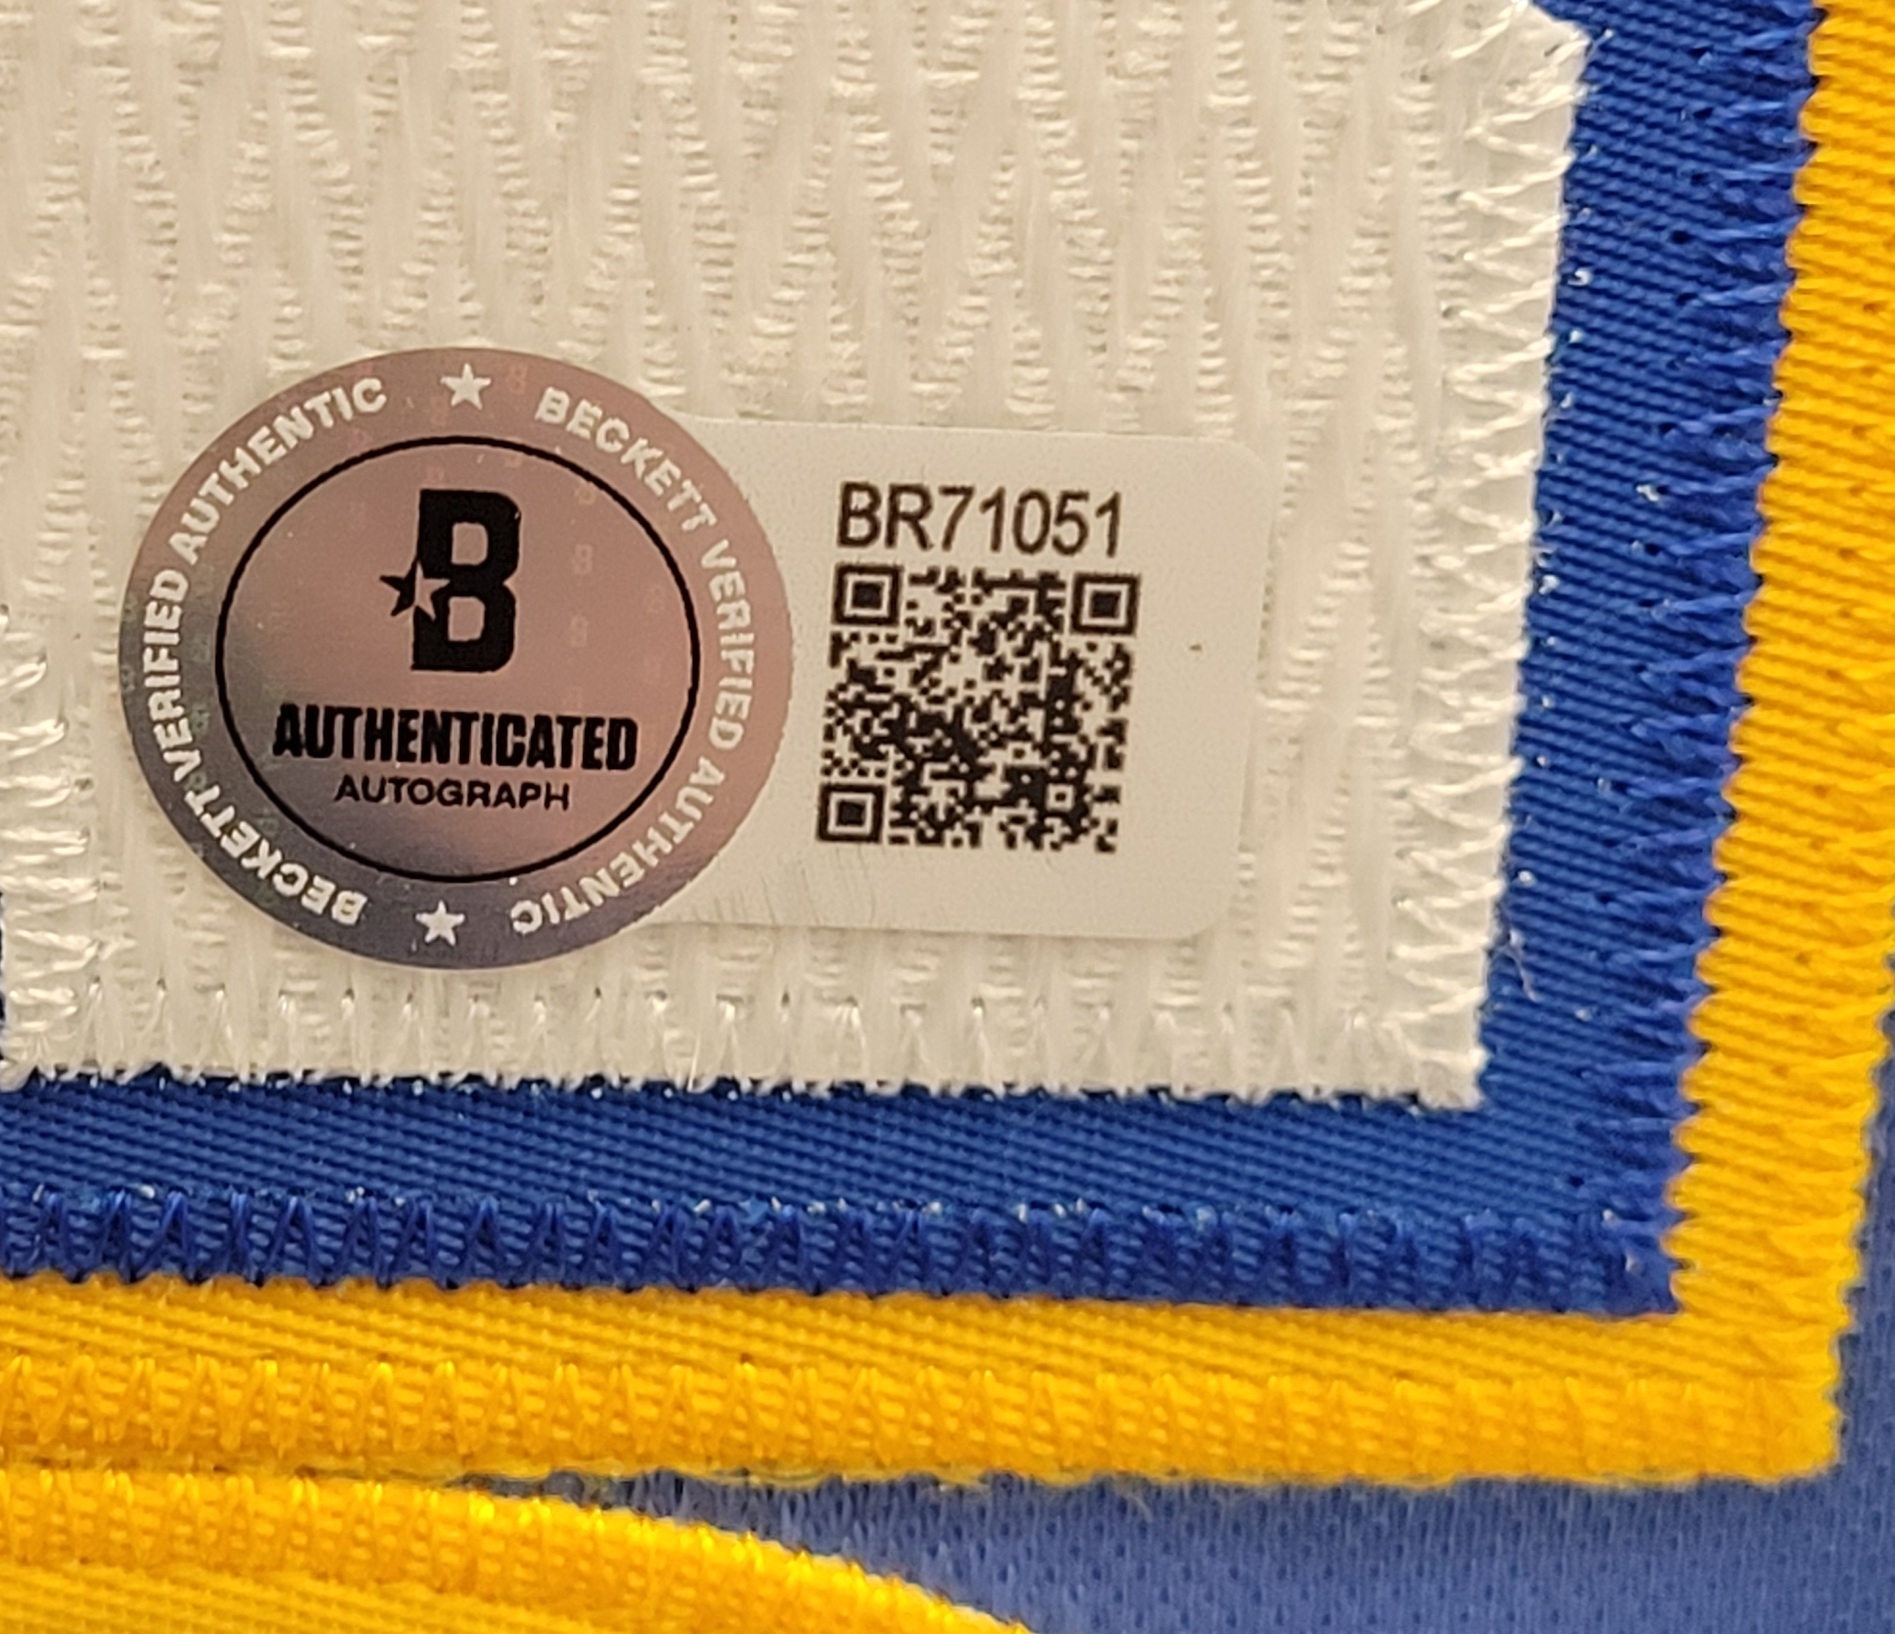 BECKETT VERIFIED AUTHENTIC ★ BECKETT VERIFIED AUTHENTIC ★
B
AUTHENTICATED
AUTOGRAPH
BR71051